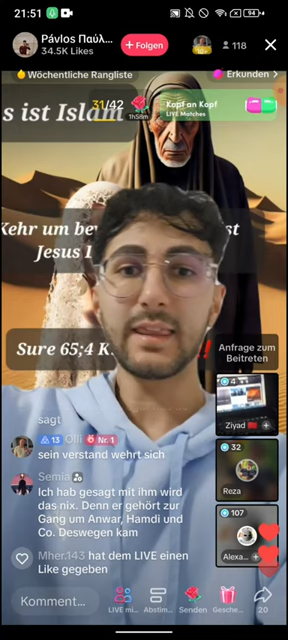 21:51
94
Pávlos Παύλ...
34.5K Likes
+ Folgen
10+
118
Wöchentliche Rangliste
Erkunden >
s ist Islam
31/42
1h58m
Kopf an Kopf
LIVE Matches
Kehr um be
st
Jesus
Sure 65;4 K
Anfrage zum
Beitreten
4
Ziyad
32
Reza
107
Alexa...
sagt
13 Olli Nr. 1
sein verstand wehrt sich
Semia
Ich hab gesagt mit ihm wird
das nix. Denn er gehört zur
Gang um Anwar, Hamdi und
Co. Deswegen kam
Mher.143 hat dem LIVE einen
Like gegeben
Komment...
LIVE mi...
Abstim...
Senden
Gesche...
20